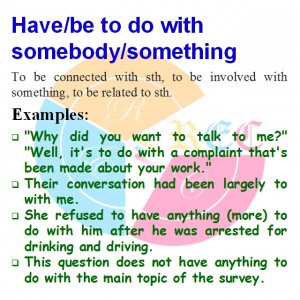 Have/be to do with
somebody/something
To be connected with sth, to be involved with
something, to be related to sth.
Examples:
❑ "Why did you want to talk to me?"
"Well, it's to do with a complaint that's
been made about your work."
❑ Their conversation had been largely to
with me.
❑ She refused to have anything (more) to
do with him after he was arrested for
drinking and driving.
❑ This question does not have anything to
do with the main topic of the survey.